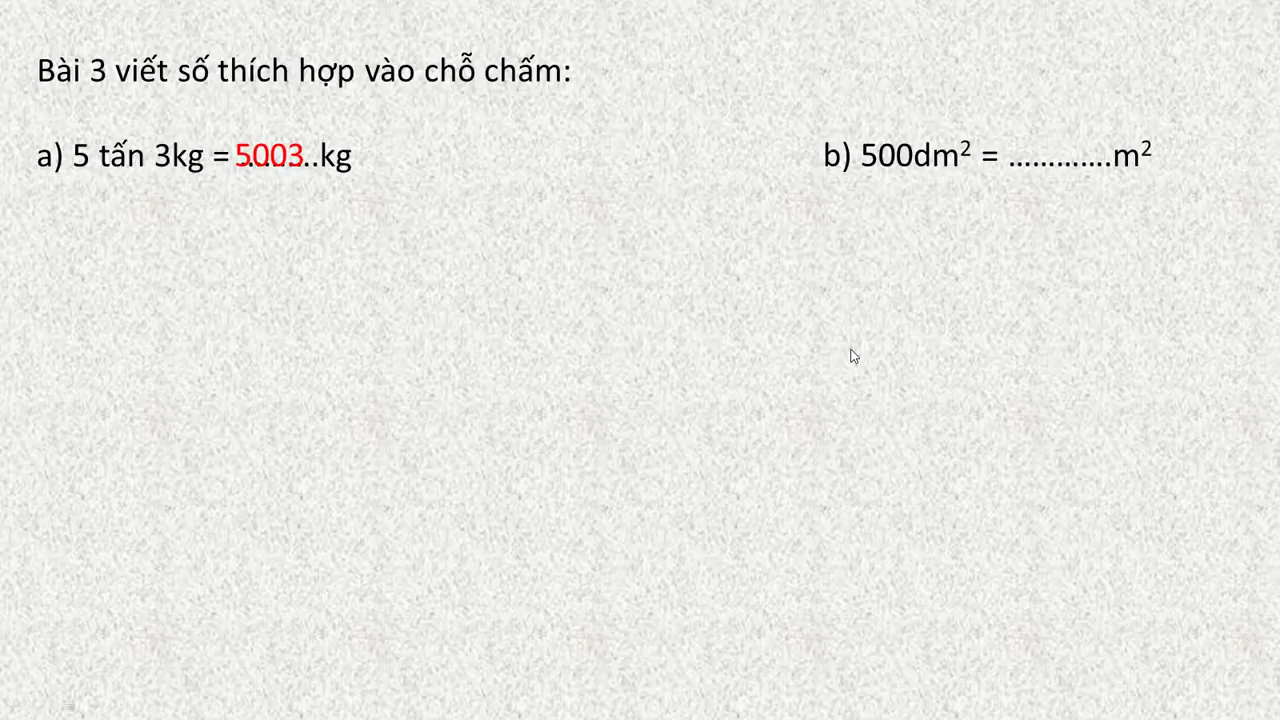 Bài 3 viết số thích hợp vào chỗ chấm:
a) 5 tấn 3kg = 5003..kg
b) 500dm² = ………….m²